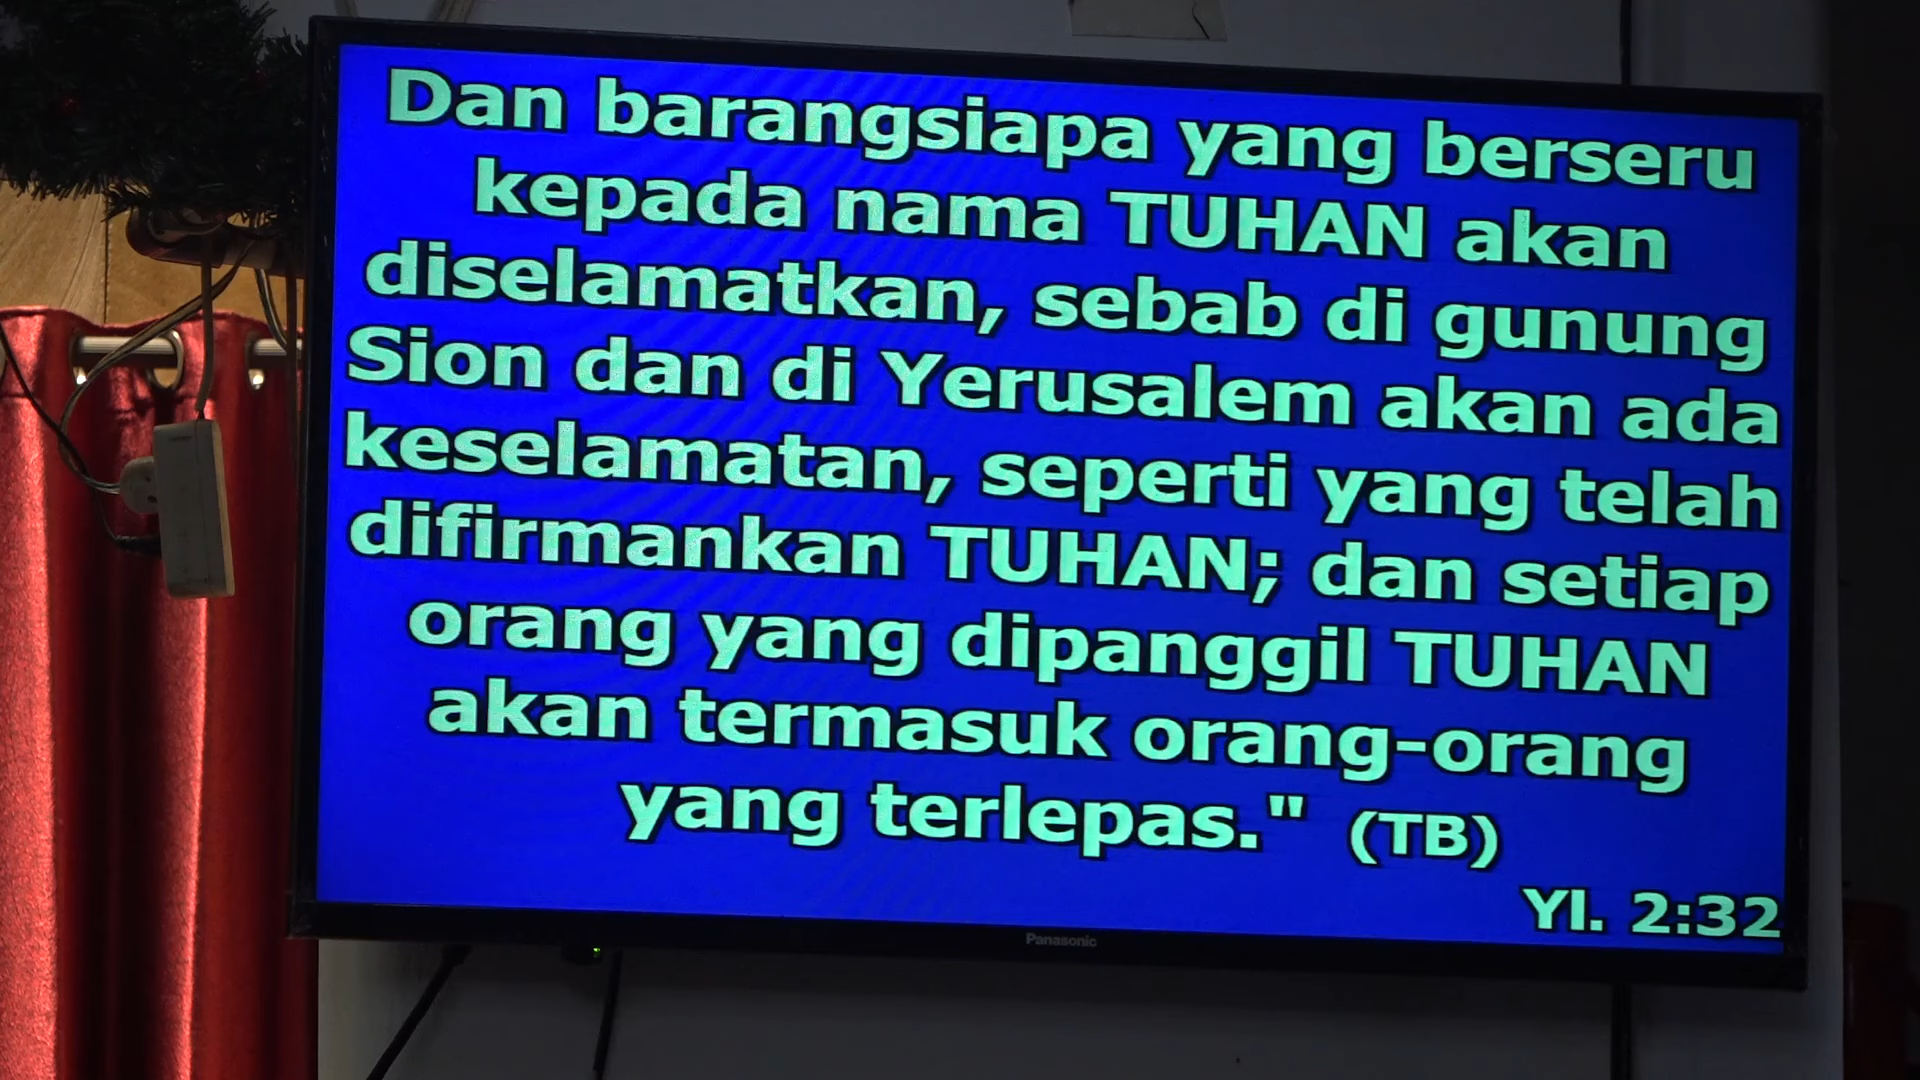 Dan barangsiapa yang berseru
kepada nama TUHAN akan
diselamatkan, sebab di gunung
Sion dan di Yerusalem akan ada
keselamatan, seperti yang telah
difirmankan TUHAN; dan setiap
orang yang dipanggil TUHAN
akan termasuk orang-orang
yang terlepas." (TB)
Yl. 2:32
Panasonic